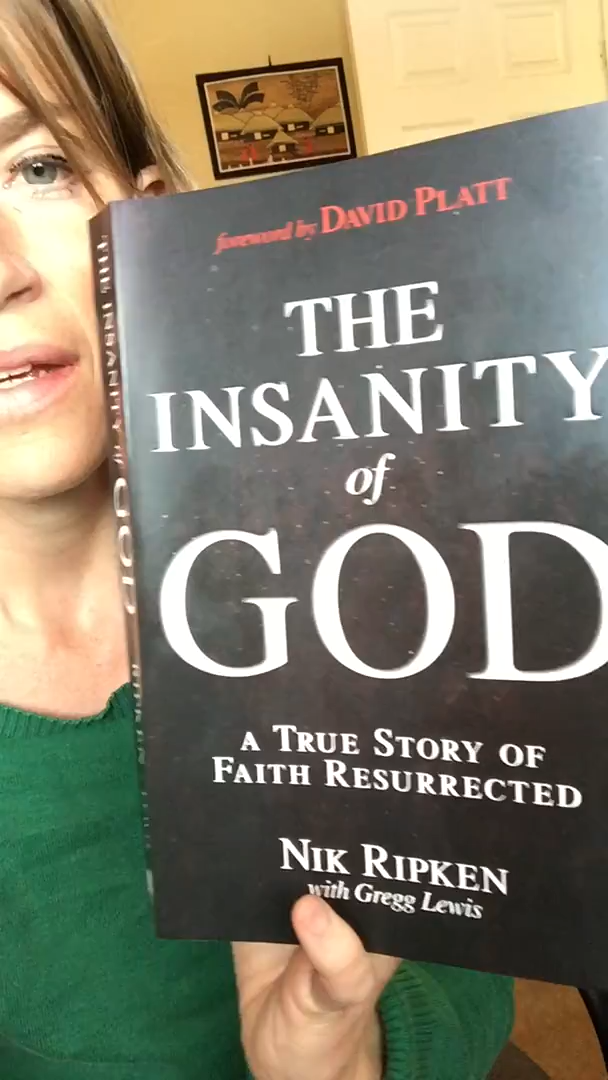 foreword by DAVID PLATT
THE
INSANITY
of
GOD
A TRUE STORY OF
FAITH RESURRECTED
NIK RIPKEN
with Gregg Lewis
THE INSANITY of GOD RIPKEN